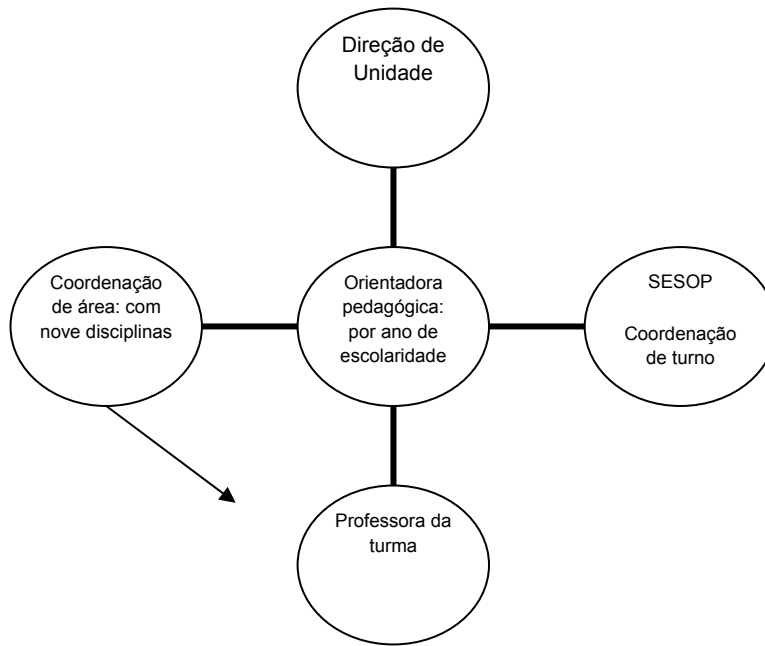 Direção de
Unidade
Coordenação
de área: com
nove disciplinas
Orientadora
pedagógica:
por ano de
escolaridade
SESOP
Coordenação
de turno
Professora da
turma